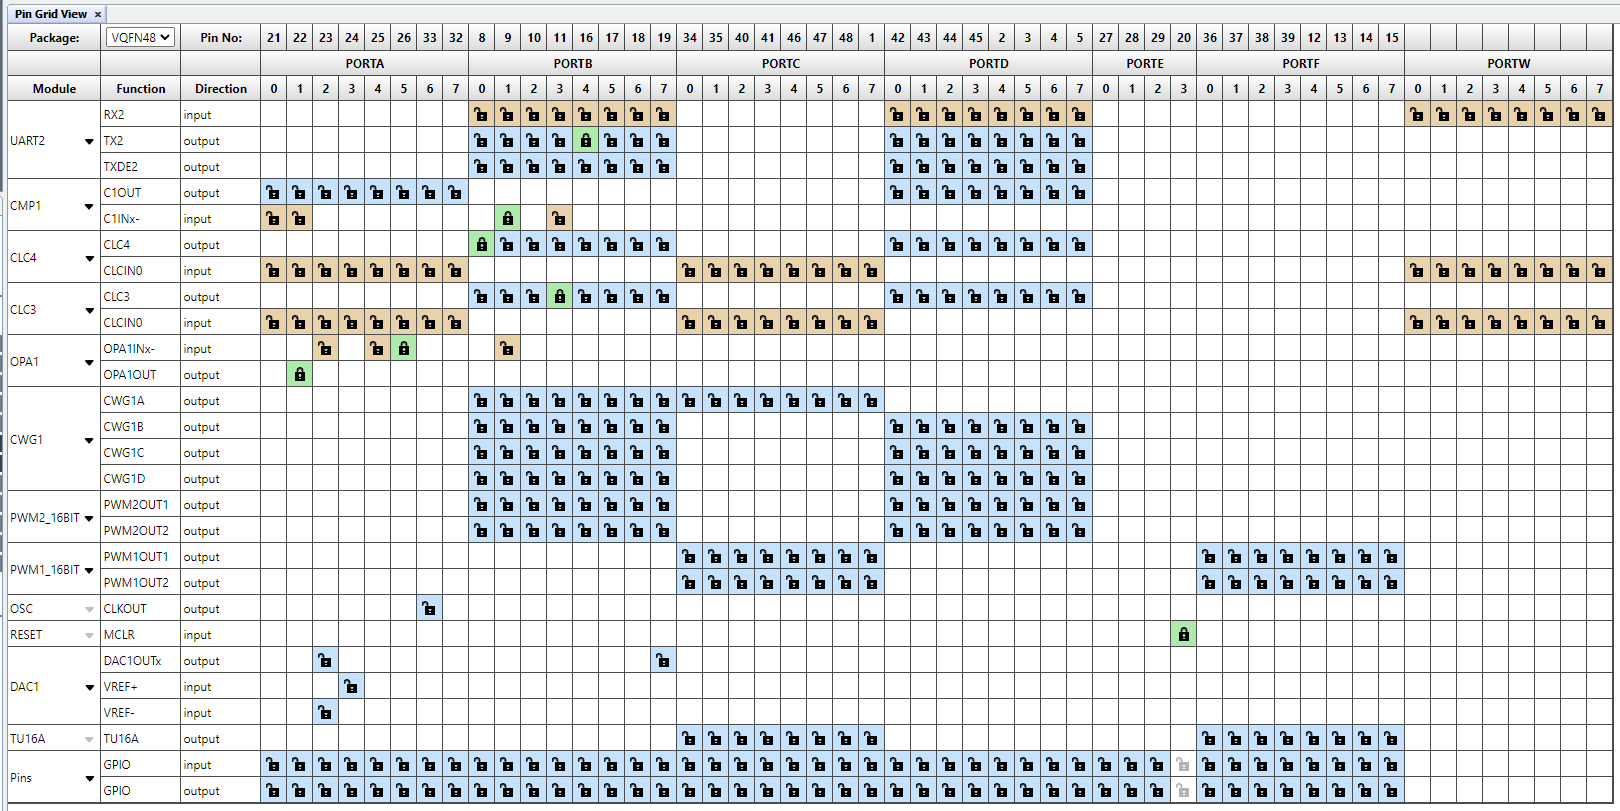 Pin Grid View ×
Package: VQFN48 Pin No: 21 22 23 24 25 26 33 32 8 9 10 11 16 17 18 19 34 35 40 41 46 47 48 1 42 43 44 45 2 3 4 5 27 28 29 20 36 37 38 39 12 13 14 15
PORTA PORTB PORTC PORTD PORTE PORTF PORTW
Module Function Direction 0 1 2 3 4 5 6 7 0 1 2 3 4 5 6 7 0 1 2 3 4 5 6 7 0 1 2 3 4 5 6 7 0 1 2 3 0 1 2 3 4 5 6 7 0 1 2 3 4 5 6 7
RX2 input
UART2 TX2 output
TXDE2 output
CMP1 C1OUT output
C1INx- input
CLC4 CLC4 output
CLCIN0 input
CLC3 CLC3 output
CLCIN0 input
OPA1 OPA1INx- input
OPA1OUT output
CWG1 CWG1A output
CWG1B output
CWG1C output
CWG1D output
PWM2_16BIT PWM2OUT1 output
PWM2OUT2 output
PWM1_16BIT PWM1OUT1 output
PWM1OUT2 output
OSC CLKOUT output
RESET MCLR input
DAC1OUTx output
DAC1 VREF+ input
VREF- input
TU16A TU16A output
Pins GPIO input
GPIO output